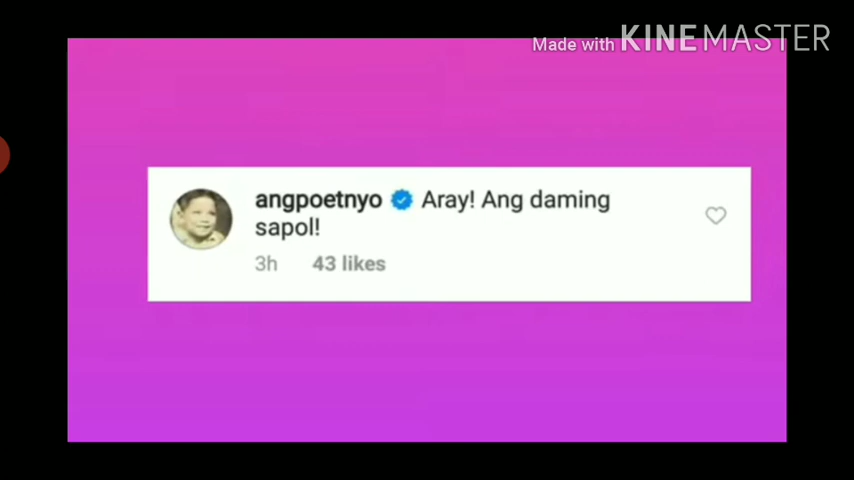 Made with KINEMASTER
angpoetnyo Aray! Ang daming
sapol!
3h 43 likes